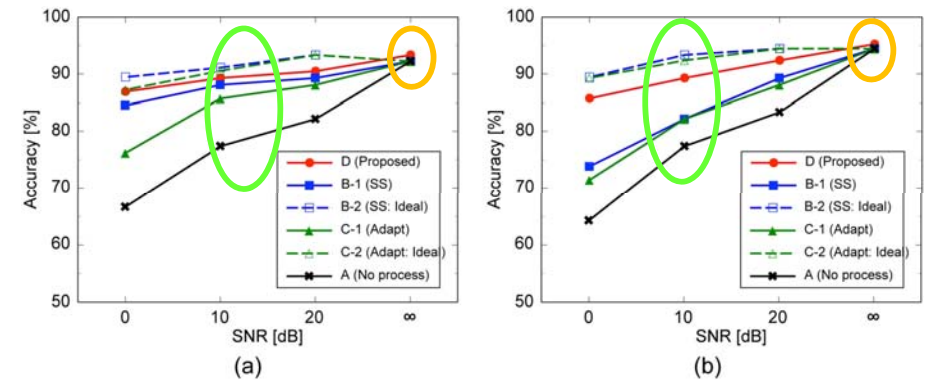 100
90
80
70
60
50
Accuracy [%]
D (Proposed)
B-1 (SS)
B-2 (SS: Ideal)
C-1 (Adapt)
C-2 (Adapt: Ideal)
A (No process)
0 10 20 ∞
SNR [dB]
(a)
100
90
80
70
60
50
Accuracy [%]
D (Proposed)
B-1 (SS)
B-2 (SS: Ideal)
C-1 (Adapt)
C-2 (Adapt: Ideal)
A (No process)
0 10 20 ∞
SNR [dB]
(b)